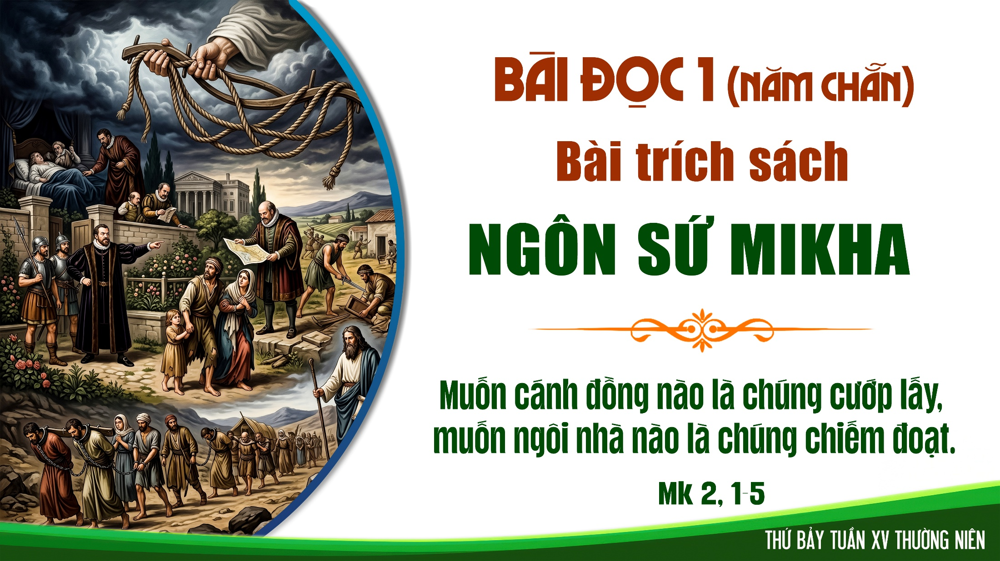 BÀI ĐỌC 1 (NĂM CHẴN)
Bài trích sách
NGÔN SỨ MIKHA
Muốn cánh đồng nào là chúng cướp lấy,
muốn ngôi nhà nào là chúng chiếm đoạt.
Mk 2, 1-5
THỨ BẢY TUẦN XV THƯỜNG NIÊN